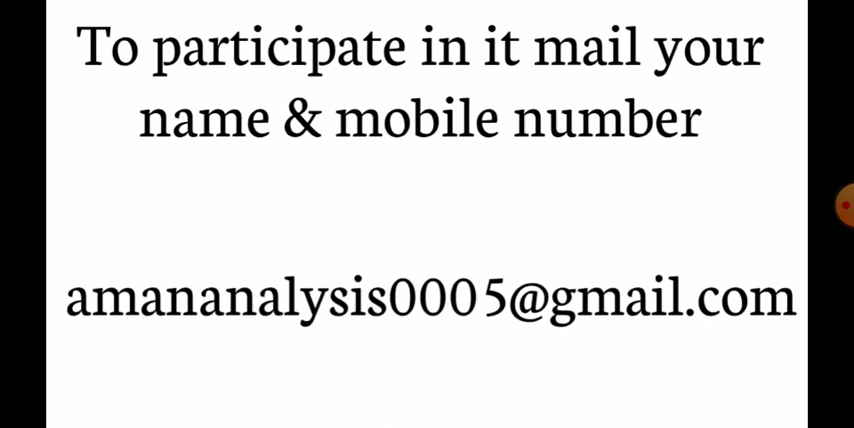 To participate in it mail your
name & mobile number
amananalysis0005@gmail.com